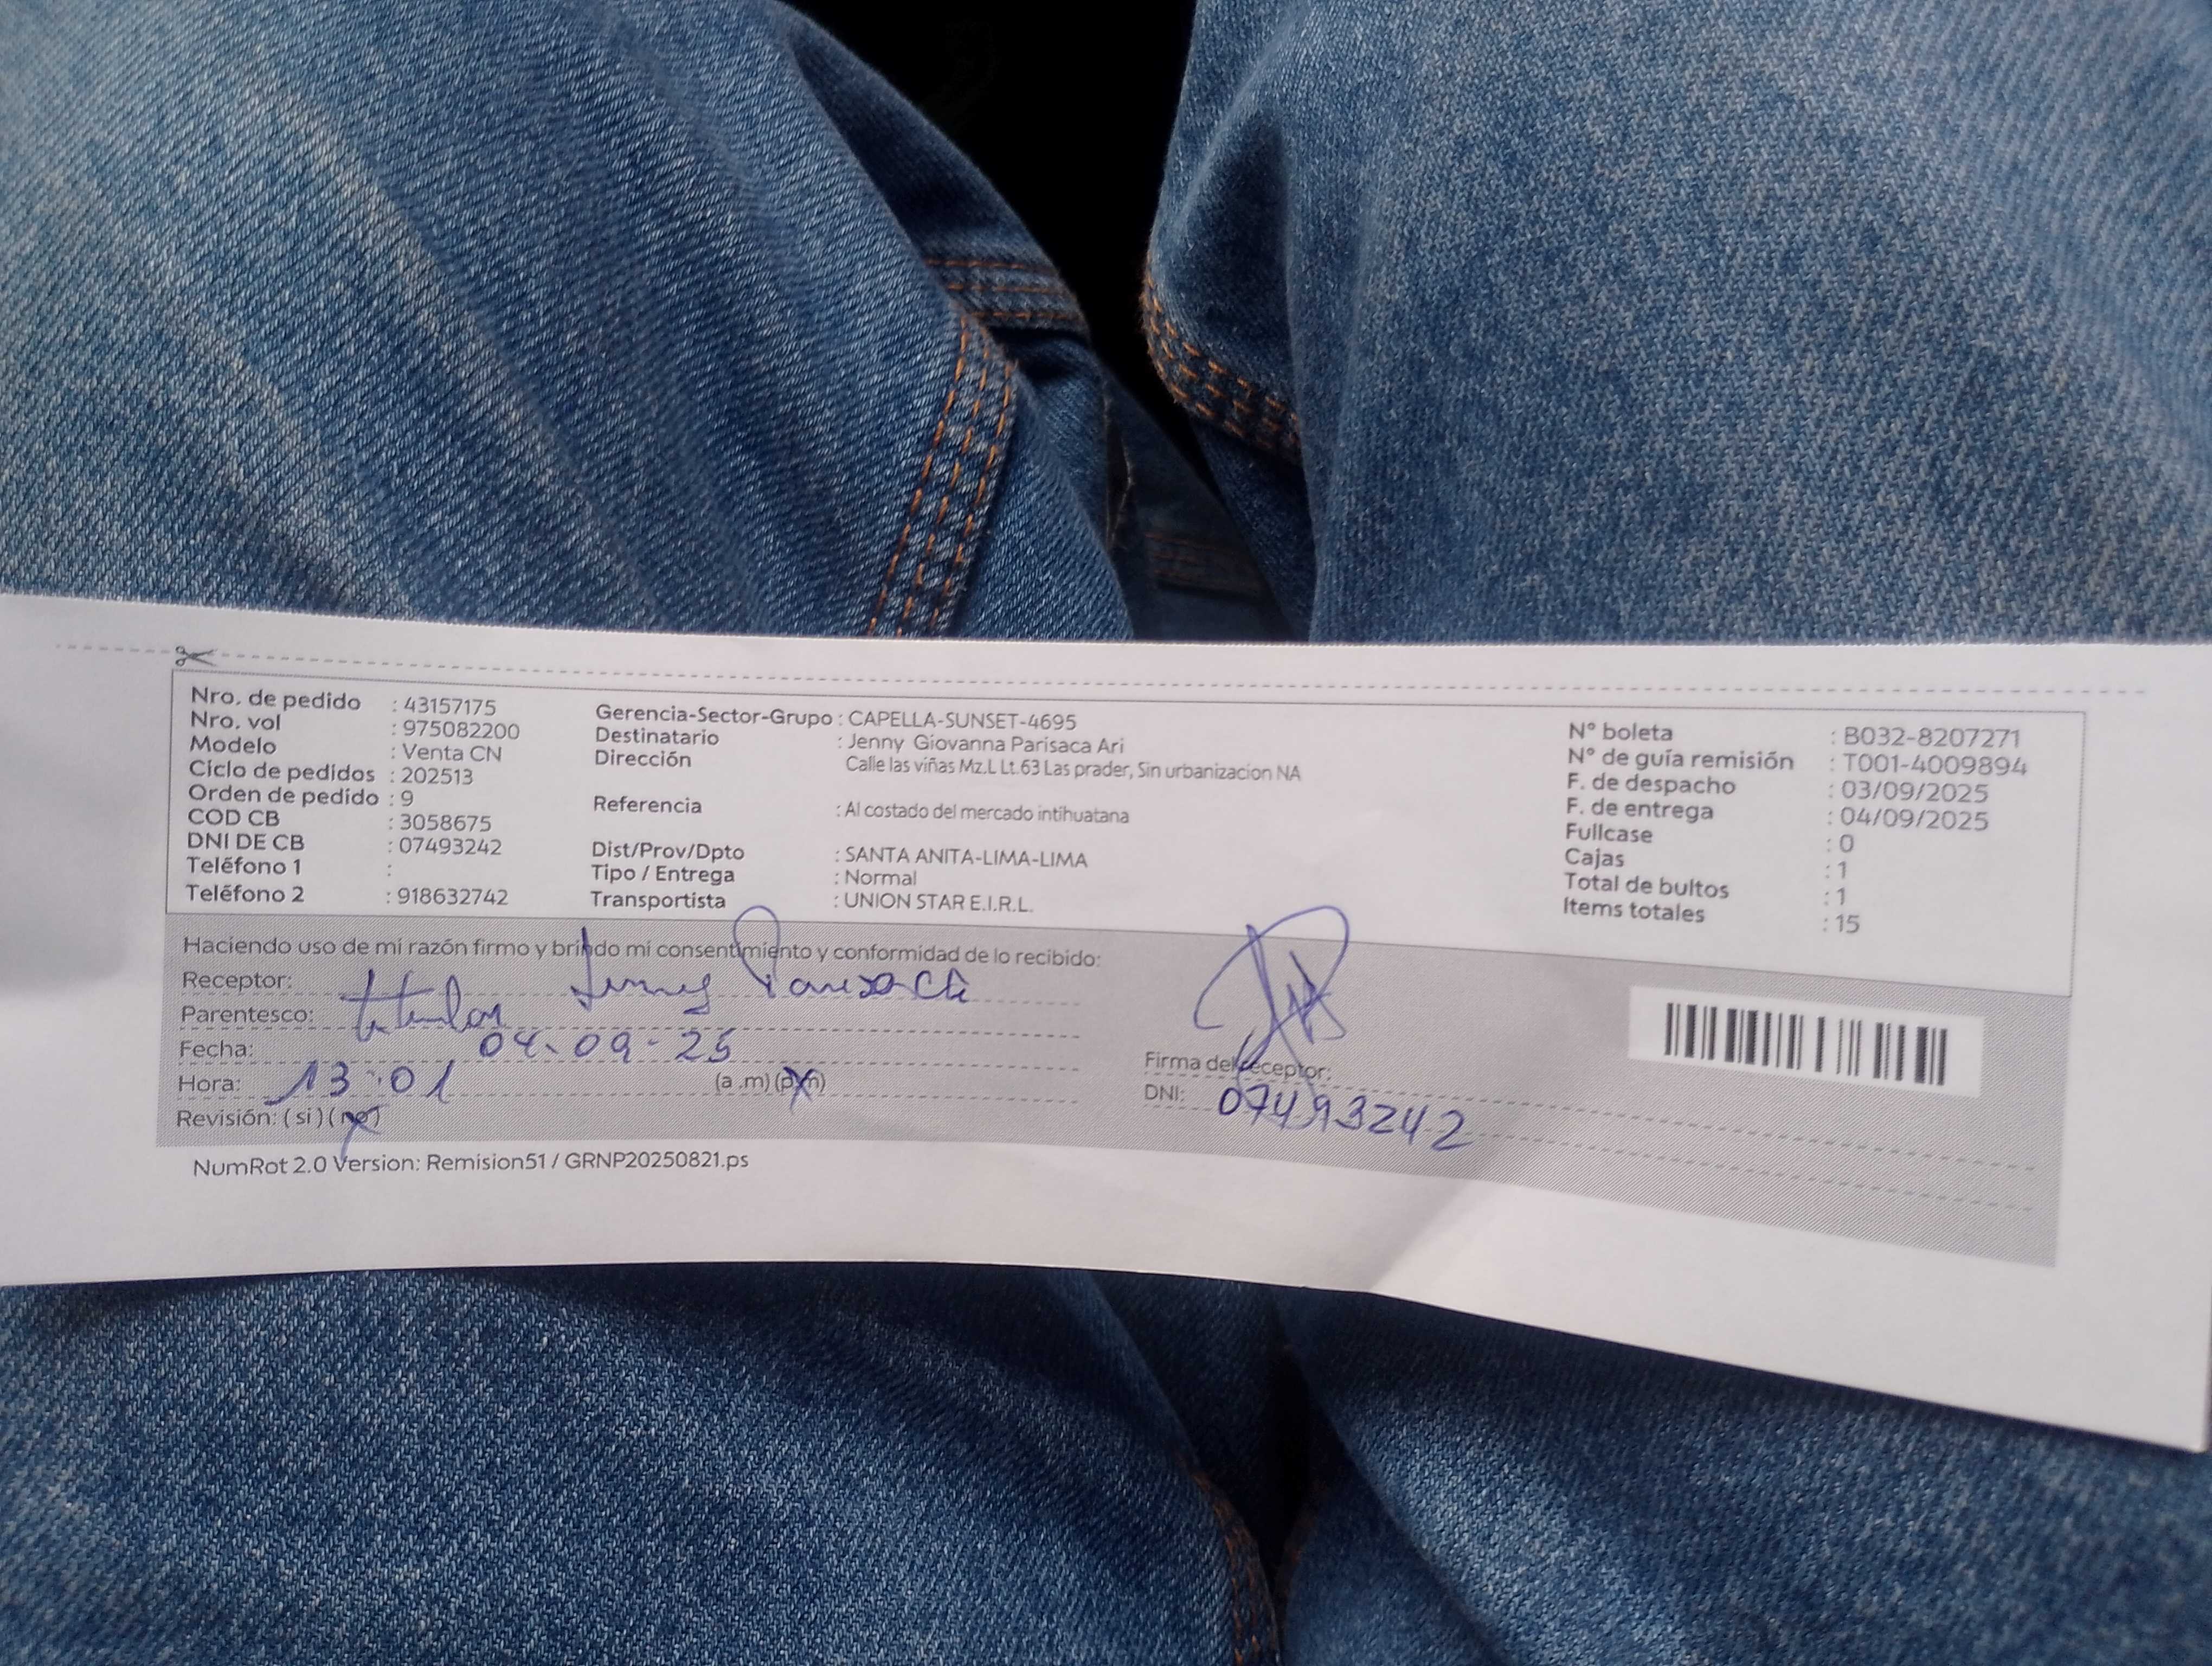 Nro. de pedido : 43157175
Nro. vol : 975082200
Modelo : Venta CN
Ciclo de pedidos : 202513
Orden de pedido : 9
COD CB : 3058675
DNI DE CB : 07493242
Teléfono 1 :
Teléfono 2 : 918632742
Gerencia-Sector-Grupo : CAPELLA-SUNSET-4695
Destinatario : Jenny Giovanna Parisaca Ari
Dirección Calle las viñas Mz.L Lt.63 Las prader, Sin urbanizacion NA
Referencia : Al costado del mercado intihuatana
Dist/Prov/Dpto : SANTA ANITA-LIMA-LIMA
Tipo / Entrega : Normal
Transportista : UNION STAR E.I.R.L.
N° boleta : B032-8207271
N° de guía remisión : T001-4009894
F. de despacho : 03/09/2025
F. de entrega : 04/09/2025
Fullcase : 0
Cajas : 1
Total de bultos : 1
Items totales : 15
Haciendo uso de mi razón firmo y brindo mi consentimiento y conformidad de lo recibido:
Receptor: Jenny Parisaca
Parentesco: titular
Fecha: 04-09-25
Hora: 13:01 (a.m) (p.m)
Revisión: (si) (no)
Firma del receptor:
DNI: 07493242
NumRot 2.0 Version: Remision51 / GRNP20250821.ps